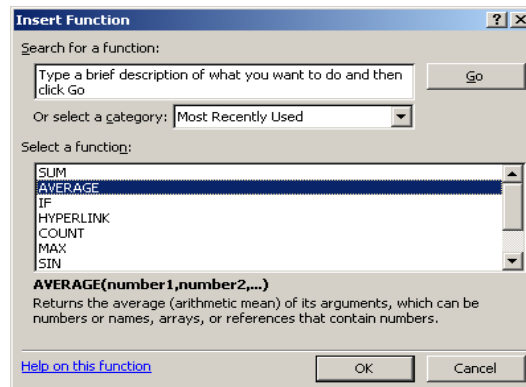 Insert Function
Search for a function:
Type a brief description of what you want to do and then
click Go
Go
Or select a category: Most Recently Used
Select a function:
SUM
AVERAGE
IF
HYPERLINK
COUNT
MAX
SIN
AVERAGE(number1,number2,...)
Returns the average (arithmetic mean) of its arguments, which can be
numbers or names, arrays, or references that contain numbers.
Help on this function
OK
Cancel